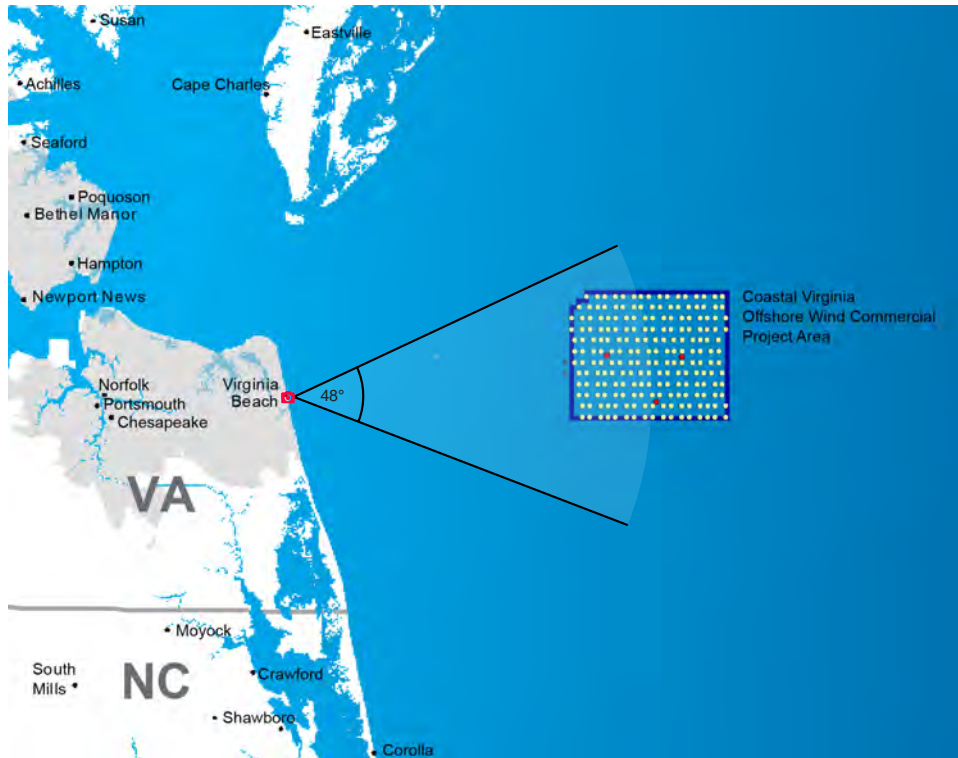 Susan
Eastville
Achilles
Cape Charles
Seaford
Poquoson
Bethel Manor
Hampton
Newport News
Coastal Virginia
Offshore Wind Commercial
Project Area
Norfolk
Portsmouth
Chesapeake
Virginia
Beach
48°
VA
Moyock
NC
South
Mills
Crawford
Shawboro
Corolla